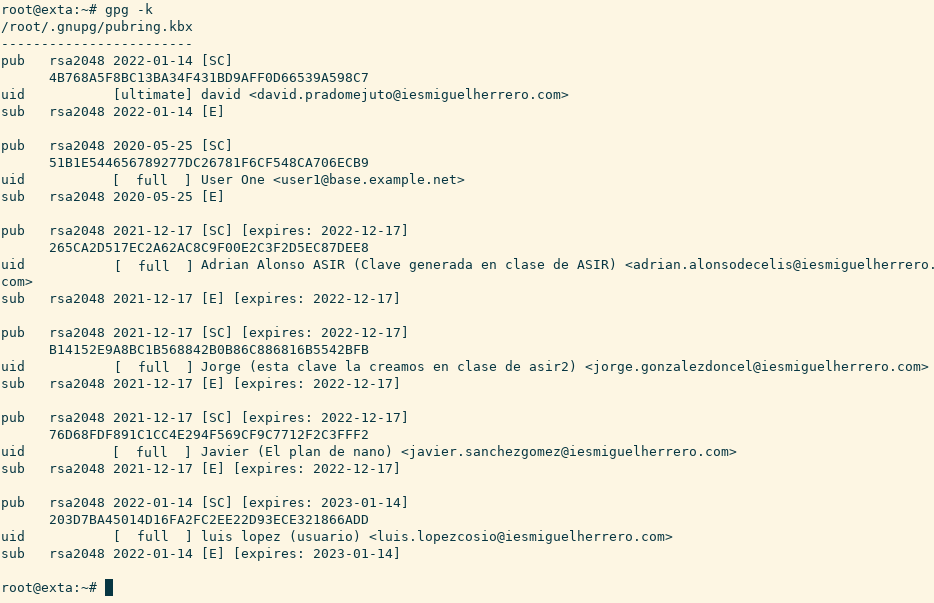 root@exta:~# gpg -k
/root/.gnupg/pubring.kbx
------------------------
pub   rsa2048 2022-01-14 [SC]
      4B768A5F8BC13BA34F431BD9AFF0D66539A598C7
uid           [ultimate] david <david.pradomejuto@iesmiguelherrero.com>
sub   rsa2048 2022-01-14 [E]

pub   rsa2048 2020-05-25 [SC]
      51B1E544656789277DC26781F6CF548CA706ECB9
uid           [  full  ] User One <user1@base.example.net>
sub   rsa2048 2020-05-25 [E]

pub   rsa2048 2021-12-17 [SC] [expires: 2022-12-17]
      265CA2D517EC2A62AC8C9F00E2C3F2D5EC87DEE8
uid           [  full  ] Adrian Alonso ASIR (Clave generada en clase de ASIR) <adrian.alonsodecelis@iesmiguelherrero.
com>
sub   rsa2048 2021-12-17 [E] [expires: 2022-12-17]

pub   rsa2048 2021-12-17 [SC] [expires: 2022-12-17]
      B14152E9A8BC1B568842B0B86C886816B5542BFB
uid           [  full  ] Jorge (esta clave la creamos en clase de asir2) <jorge.gonzalezdoncel@iesmiguelherrero.com>
sub   rsa2048 2021-12-17 [E] [expires: 2022-12-17]

pub   rsa2048 2021-12-17 [SC] [expires: 2022-12-17]
      76D68FDF891C1CC4E294F569CF9C7712F2C3FFF2
uid           [  full  ] Javier (El plan de nano) <javier.sanchezgomez@iesmiguelherrero.com>
sub   rsa2048 2021-12-17 [E] [expires: 2022-12-17]

pub   rsa2048 2022-01-14 [SC] [expires: 2023-01-14]
      203D7BA45014D16FA2FC2EE22D93ECE321866ADD
uid           [  full  ] luis lopez (usuario) <luis.lopezcosio@iesmiguelherrero.com>
sub   rsa2048 2022-01-14 [E] [expires: 2023-01-14]

root@exta:~#